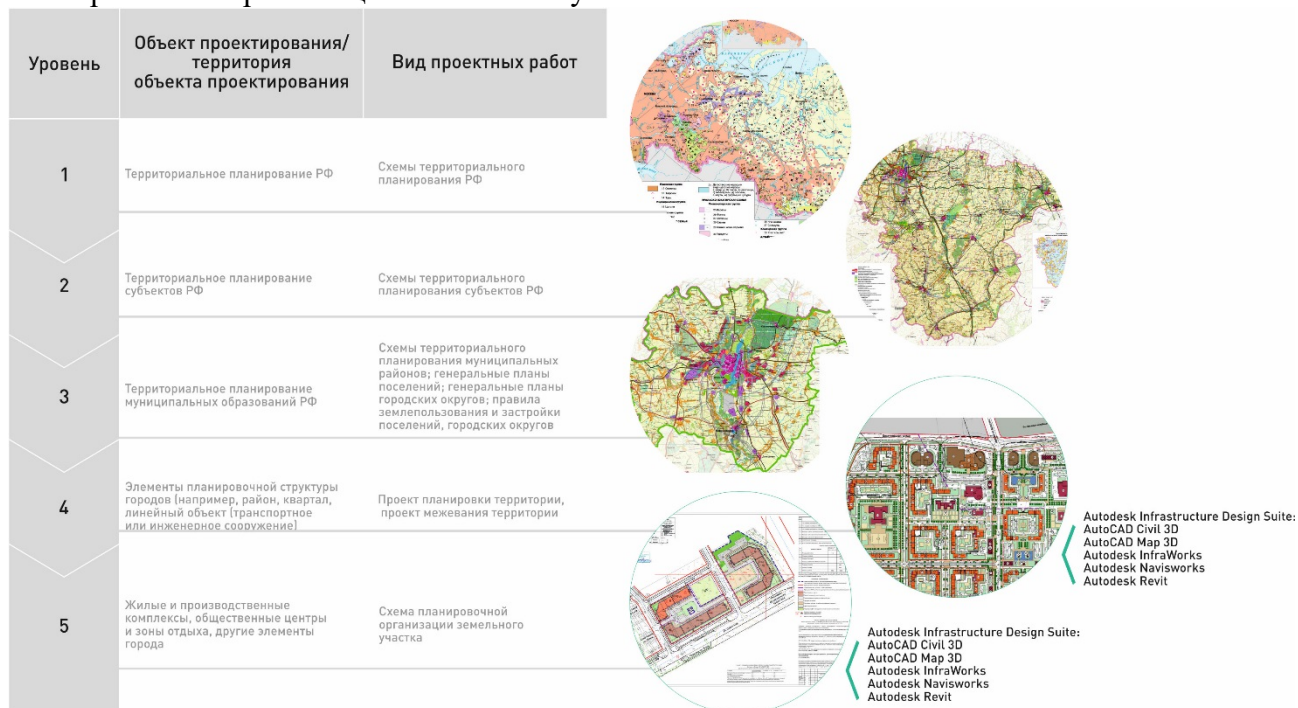 Уровень
Объект проектирования/
территория
объекта проектирования
Вид проектных работ
1
Территориальное планирование РФ
Схемы территориального
планирования РФ
2
Территориальное планирование
субъектов РФ
Схемы территориального
планирования субъектов РФ
3
Территориальное планирование
муниципальных образований РФ
Схемы территориального
планирования муниципальных
районов; генеральные планы
поселений; генеральные планы
городских округов; правила
землепользования и застройки
поселений, городских округов
4
Элементы планировочной структуры
городов (например, район, квартал,
линейный объект (транспортное
или инженерное сооружение)
Проект планировки территории,
проект межевания территории
Autodesk Infrastructure Design Suite:
AutoCAD Civil 3D
AutoCAD Map 3D
Autodesk InfraWorks
Autodesk Navisworks
Autodesk Revit
5
Жилые и производственные
комплексы, общественные центры
и зоны отдыха, другие элементы
города
Схема планировочной
организации земельного
участка
Autodesk Infrastructure Design Suite:
AutoCAD Civil 3D
AutoCAD Map 3D
Autodesk InfraWorks
Autodesk Navisworks
Autodesk Revit